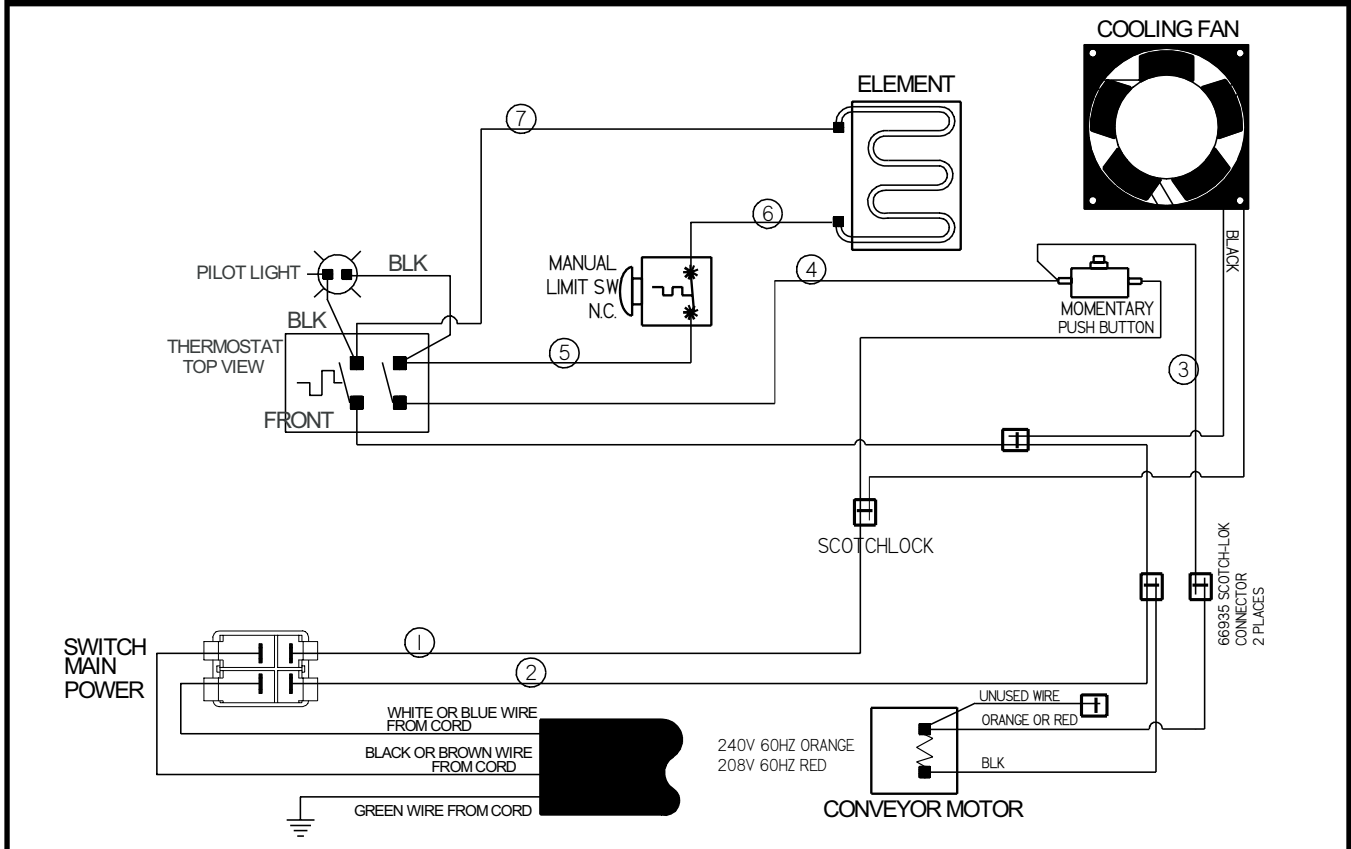 COOLING FAN
ELEMENT
7
6
BLACK
PILOT LIGHT
BLK
MANUAL
LIMIT SW
N.C.
4
MOMENTARY
PUSH BUTTON
BLK
THERMOSTAT
TOP VIEW
5
3
FRONT
SCOTCHLOCK
66935 SCOTCH-LOK
CONNECTOR
2 PLACES
SWITCH
MAIN
POWER
1
2
UNUSED WIRE
WHITE OR BLUE WIRE
FROM CORD
ORANGE OR RED
BLACK OR BROWN WIRE
FROM CORD
240V 60HZ ORANGE
208V 60HZ RED
BLK
GREEN WIRE FROM CORD
CONVEYOR MOTOR